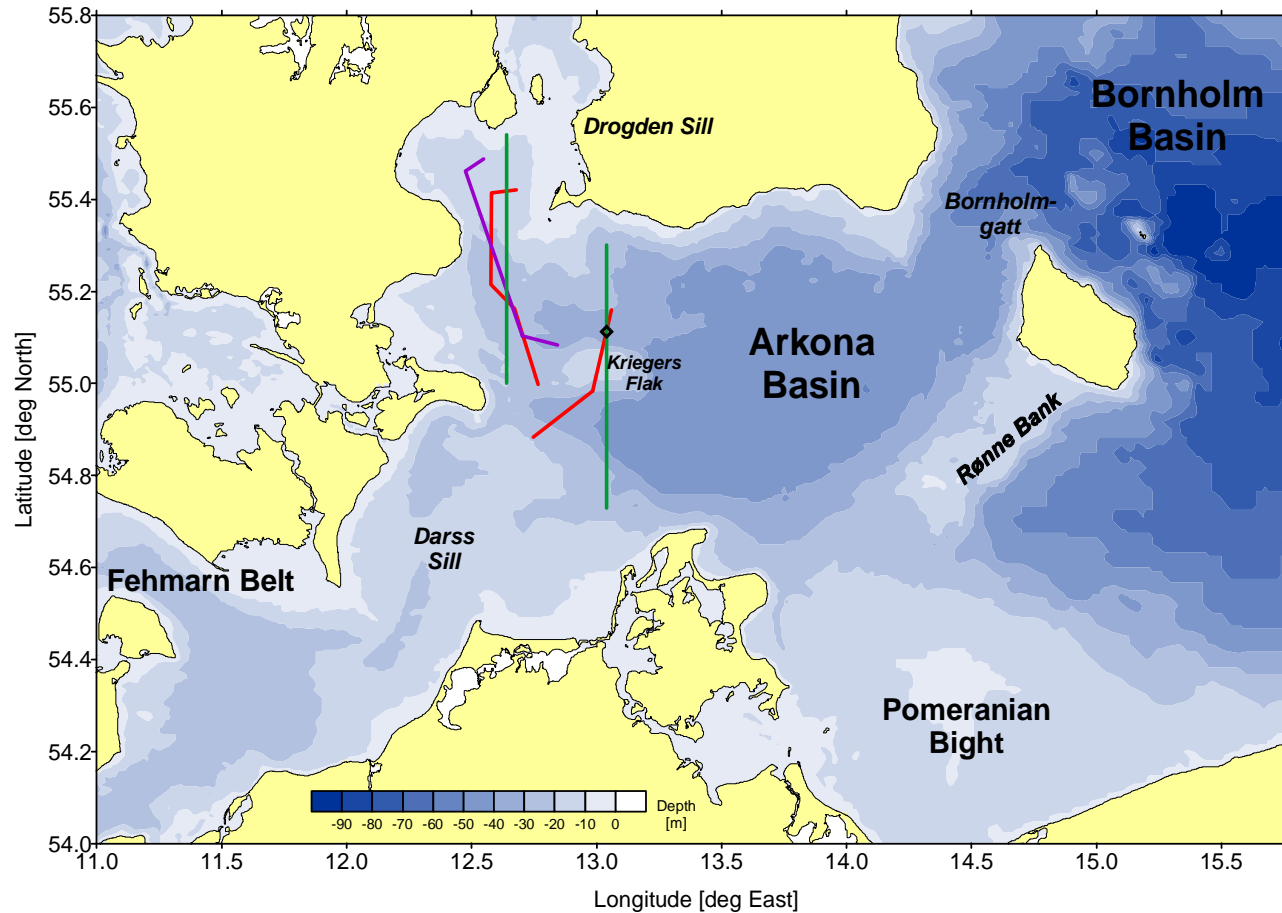 55.8
55.6
55.4
55.2
55.0
54.8
54.6
54.4
54.2
54.0
Latitude [deg North]
Bornholm
Basin
Drogden Sill
Bornholm-
gatt
Arkona
Basin
Kriegers
Flak
Rønne Bank
Darss
Sill
Fehmarn Belt
Pomeranian
Bight
Depth
[m]
-90 -80 -70 -60 -50 -40 -30 -20 -10 0
11.0 11.5 12.0 12.5 13.0 13.5 14.0 14.5 15.0 15.5
Longitude [deg East]